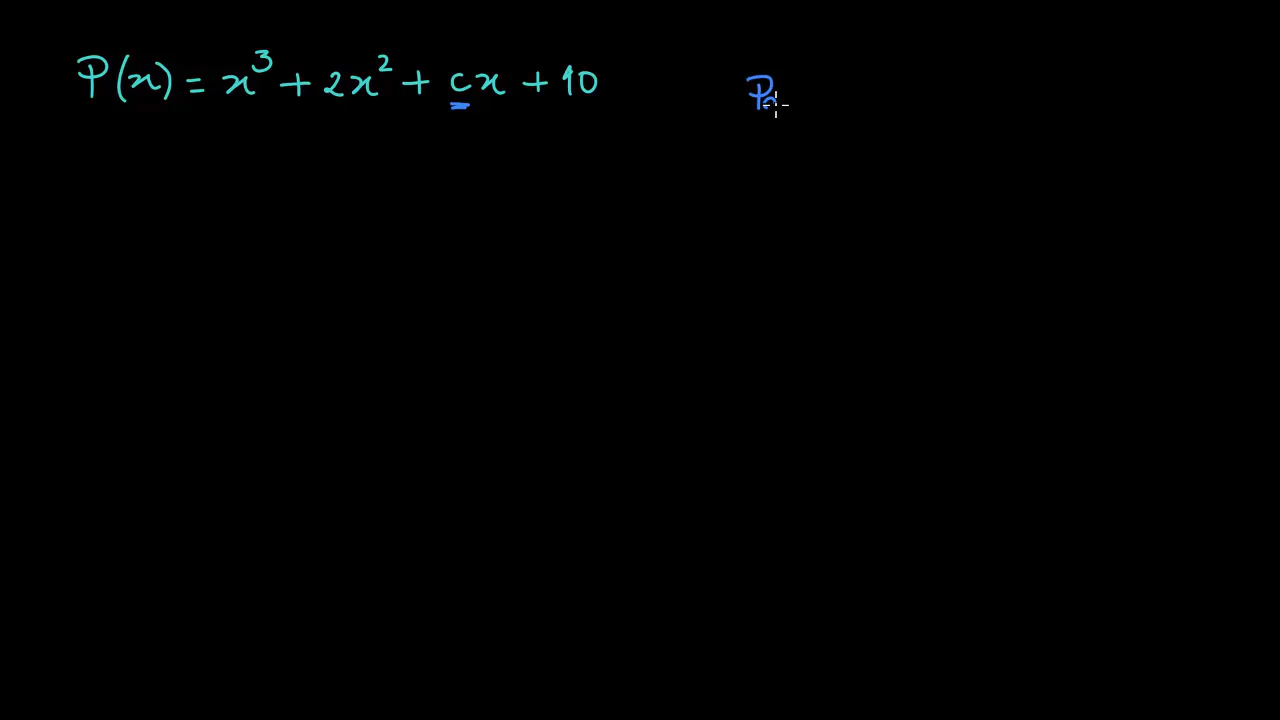 P(x) = x³ + 2x² + cx + 10
P